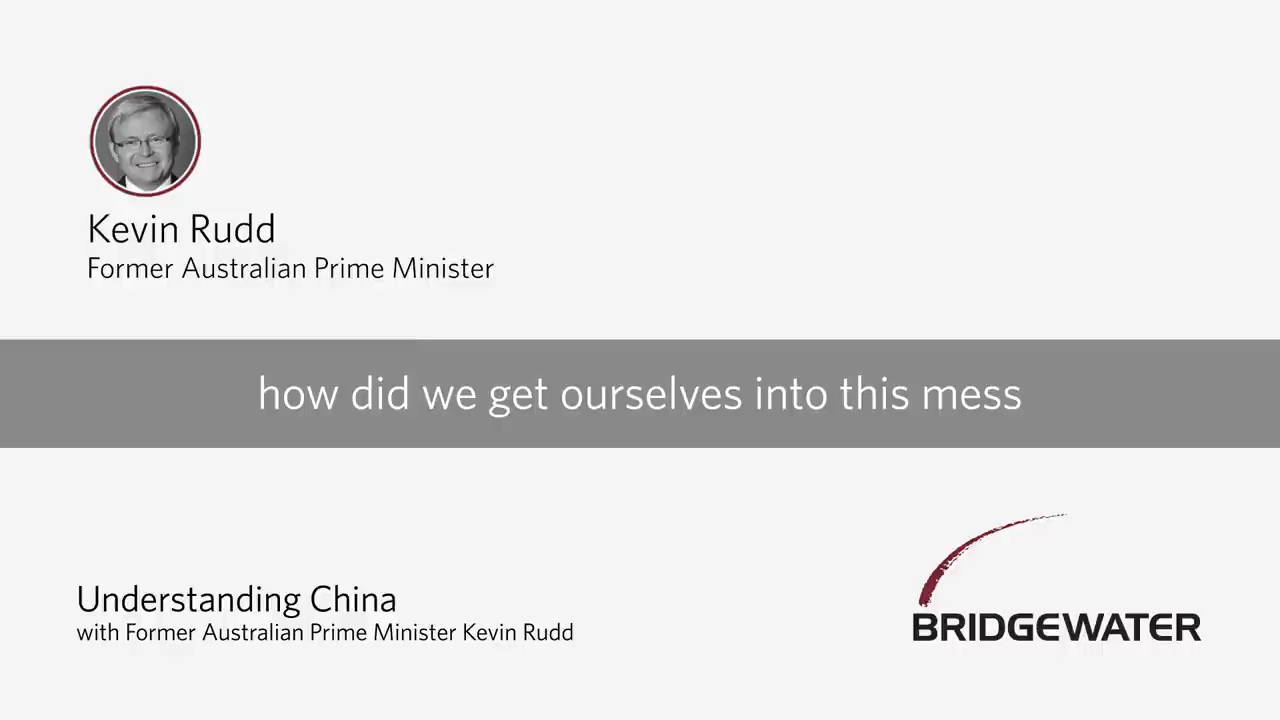 Kevin Rudd
Former Australian Prime Minister
how did we get ourselves into this mess
Understanding China
with Former Australian Prime Minister Kevin Rudd
BRIDGEWATER